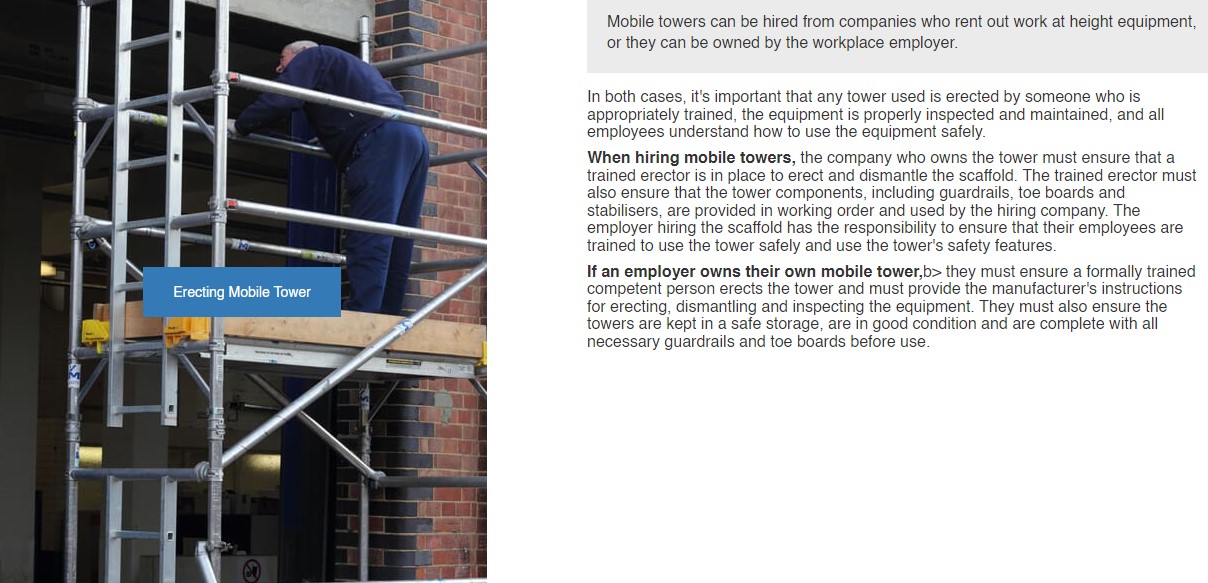 Mobile towers can be hired from companies who rent out work at height equipment,
or they can be owned by the workplace employer.
In both cases, it's important that any tower used is erected by someone who is
appropriately trained, the equipment is properly inspected and maintained, and all
employees understand how to use the equipment safely.
When hiring mobile towers, the company who owns the tower must ensure that a
trained erector is in place to erect and dismantle the scaffold. The trained erector must
also ensure that the tower components, including guardrails, toe boards and
stabilisers, are provided in working order and used by the hiring company. The
employer hiring the scaffold has the responsibility to ensure that their employees are
trained to use the tower safely and use the tower's safety features.
If an employer owns their own mobile tower,b> they must ensure a formally trained
competent person erects the tower and must provide the manufacturer's instructions
for erecting, dismantling and inspecting the equipment. They must also ensure the
towers are kept in a safe storage, are in good condition and are complete with all
necessary guardrails and toe boards before use.
Erecting Mobile Tower